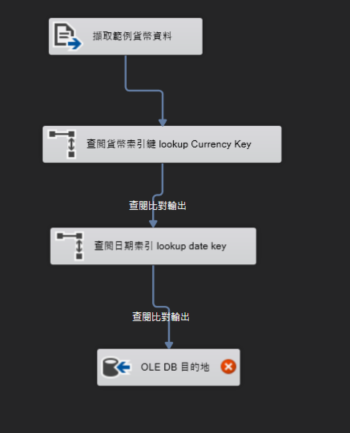 擷取範例貨幣資料
查閱貨幣索引鍵 lookup Currency Key
查閱比對輸出
查閱日期索引 lookup date key
查閱比對輸出
OLE DB 目的地